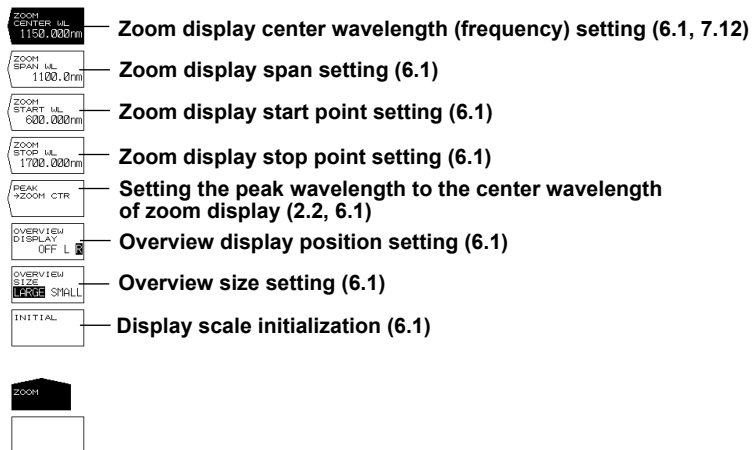 ZOOM
CENTER WL
1150.000nm
Zoom display center wavelength (frequency) setting (6.1, 7.12)
ZOOM
SPAN WL
1100.0nm
Zoom display span setting (6.1)
ZOOM
START WL
600.000nm
Zoom display start point setting (6.1)
ZOOM
STOP WL
1700.000nm
Zoom display stop point setting (6.1)
PEAK
→ZOOM CTR
Setting the peak wavelength to the center wavelength
of zoom display (2.2, 6.1)
OVERVIEW
DISPLAY
OFF L R
Overview display position setting (6.1)
OVERVIEW
SIZE
LARGE SMALL
Overview size setting (6.1)
INITIAL
Display scale initialization (6.1)
ZOOM